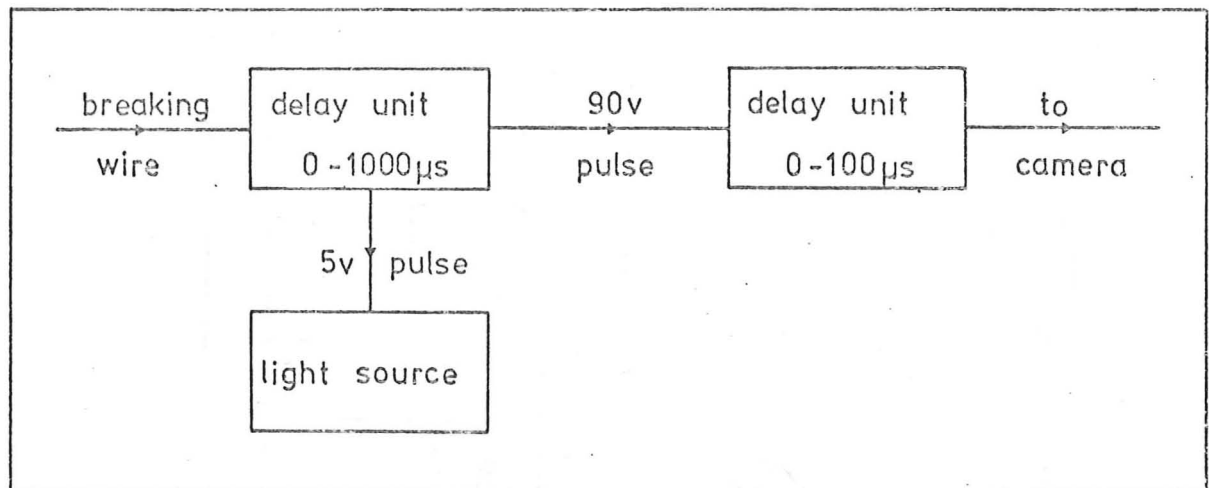 breaking
wire
delay unit
0-1000µs
90v
pulse
delay unit
0-100µs
to
camera
5v pulse
light source